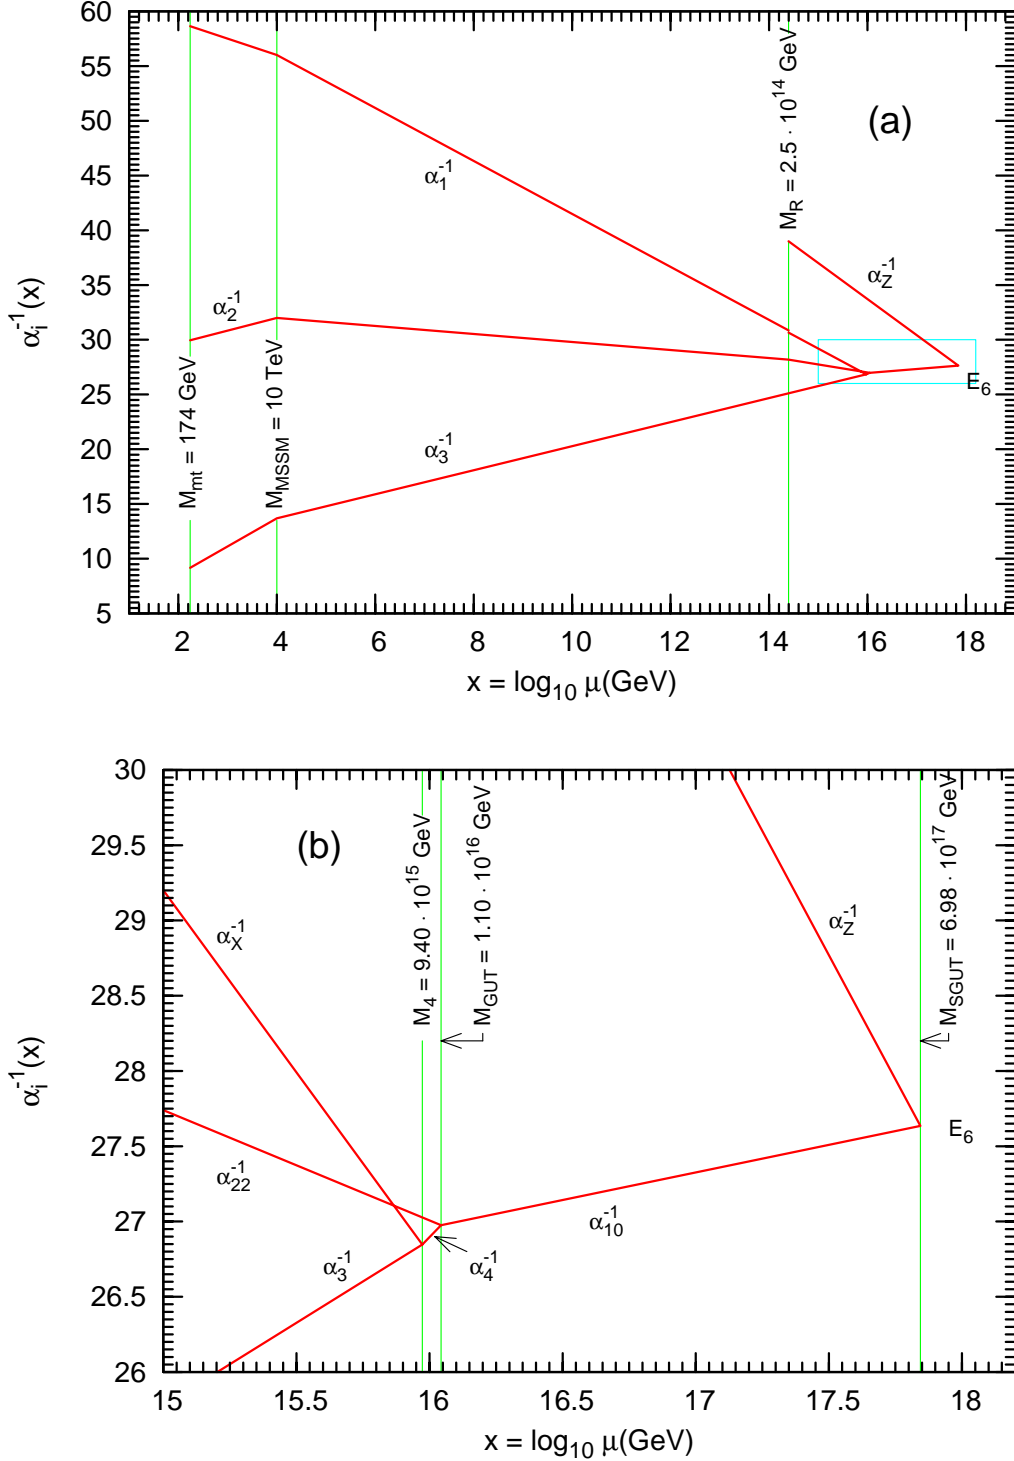 60
55
50
45
40
35
30
25
20
15
10
5
α_i^-1(x)
(a)
M_R = 2.5 · 10^14 GeV
α_1^-1
α_Z^-1
α_2^-1
M_mt = 174 GeV
M_MSSM = 10 TeV
E_6
α_3^-1
2 4 6 8 10 12 14 16 18
x = log_10 μ(GeV)
30
29.5
29
28.5
28
27.5
27
26.5
26
α_i^-1(x)
(b)
M_4 = 9.40 · 10^15 GeV
M_GUT = 1.10 · 10^16 GeV
M_SGUT = 6.98 · 10^17 GeV
α_X^-1
α_Z^-1
E_6
α_22^-1
α_10^-1
α_3^-1
α_4^-1
15 15.5 16 16.5 17 17.5 18
x = log_10 μ(GeV)